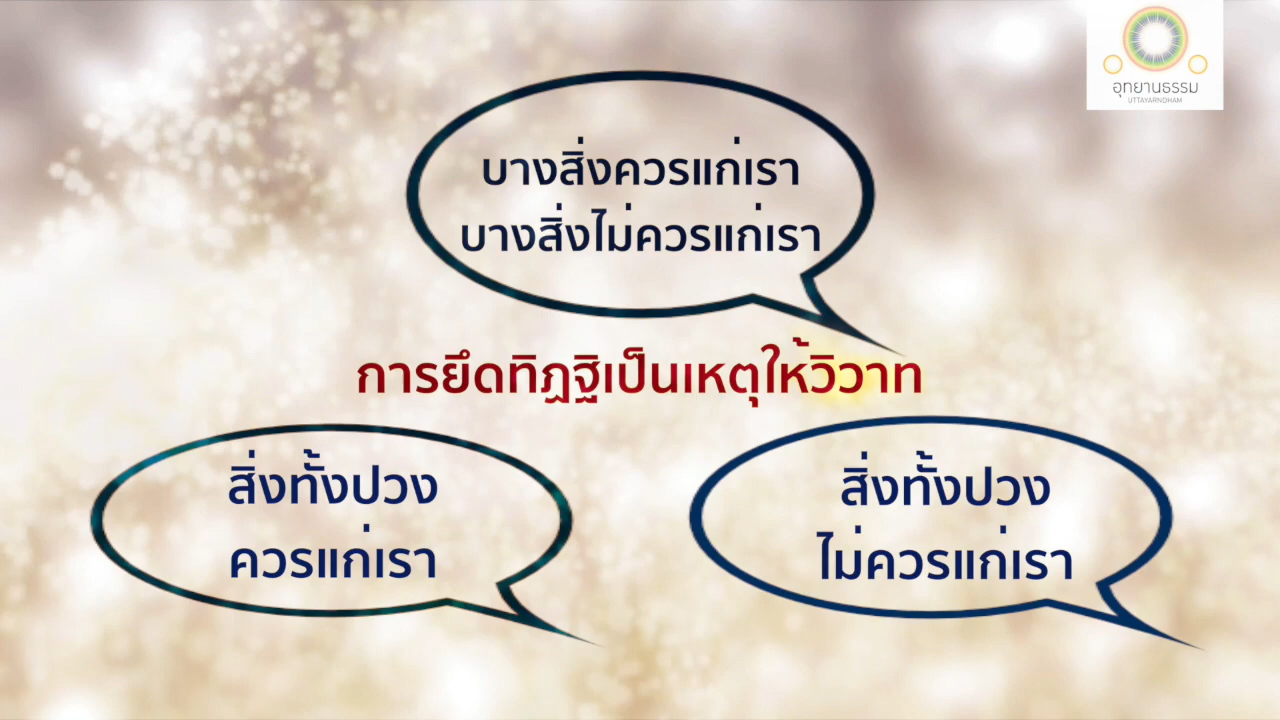 อุทยานธรรม
UTTAYARNDHAM
บางสิ่งควรแก่เรา
บางสิ่งไม่ควรแก่เรา
การยึดทิฏฐิเป็นเหตุให้วิวาท
สิ่งทั้งปวง
ควรแก่เรา
สิ่งทั้งปวง
ไม่ควรแก่เรา